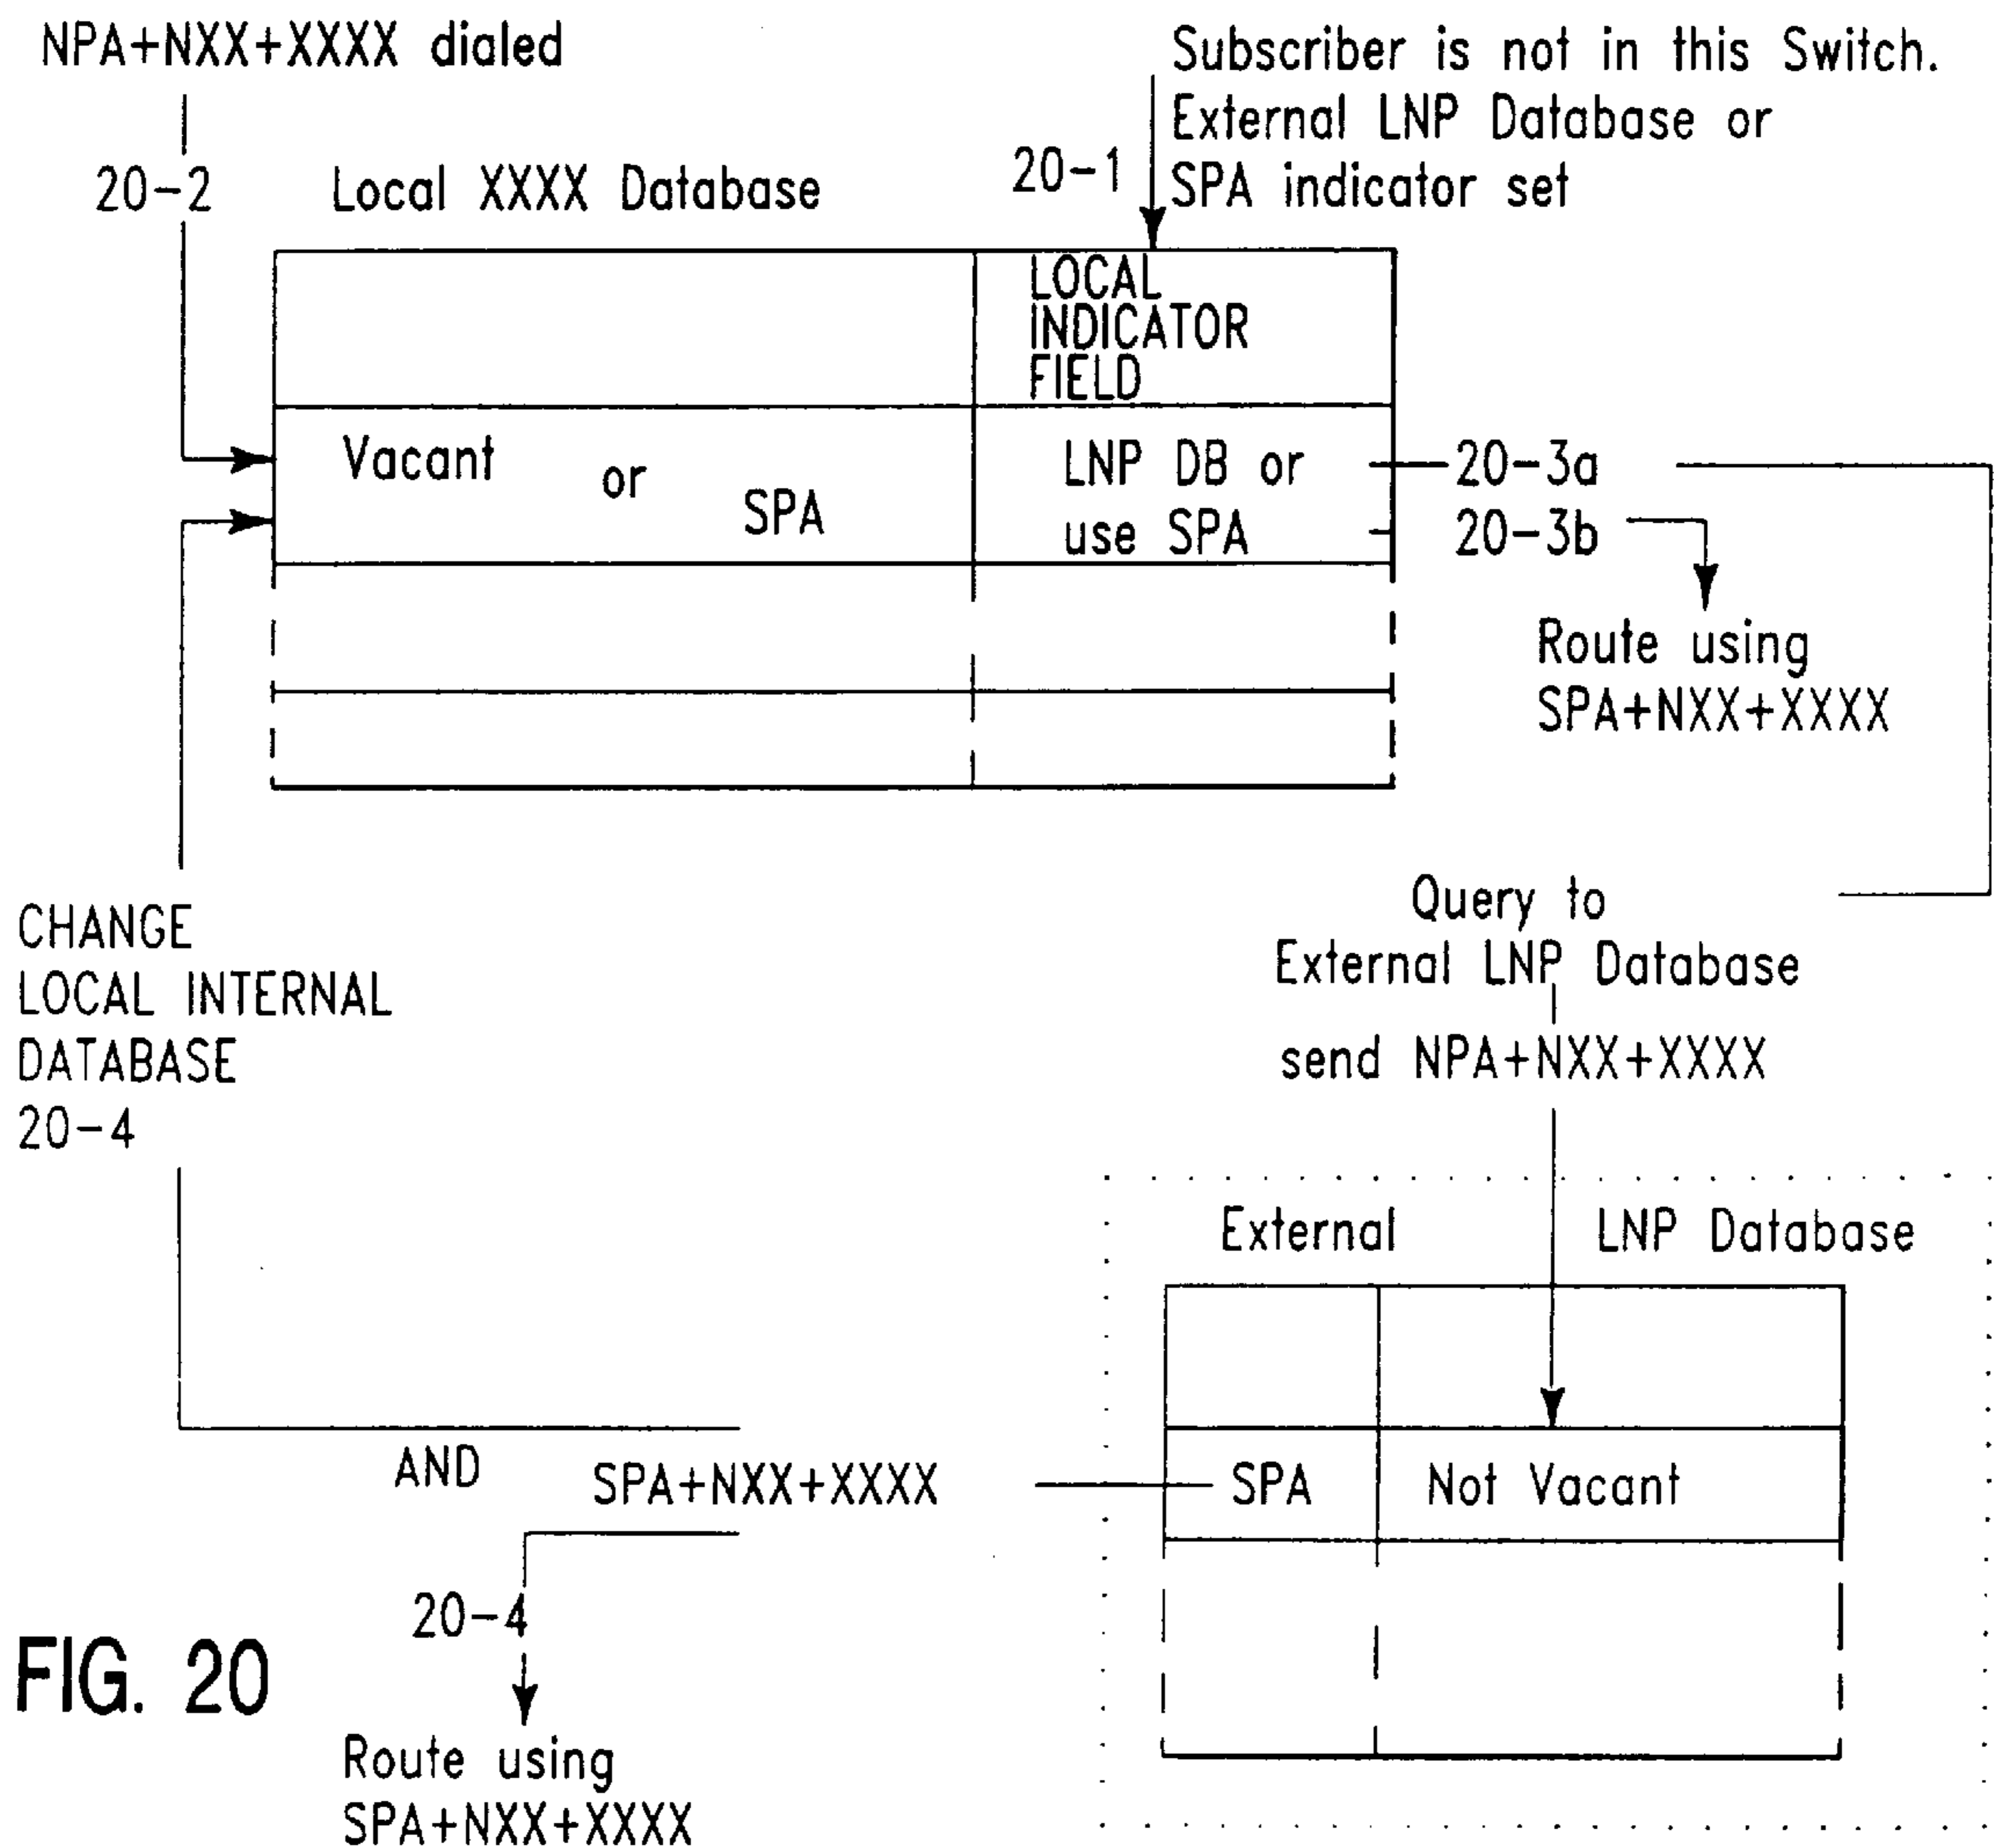 NPA+NXX+XXXX dialed
Subscriber is not in this Switch.
External LNP Database or
SPA indicator set
20-1
20-2
Local XXXX Database
LOCAL
INDICATOR
FIELD
Vacant or SPA
LNP DB or
use SPA
20-3a
20-3b
Route using
SPA+NXX+XXXX
CHANGE
LOCAL INTERNAL
DATABASE
20-4
Query to
External LNP Database
send NPA+NXX+XXXX
External LNP Database
SPA Not Vacant
AND SPA+NXX+XXXX
20-4
Route using
SPA+NXX+XXXX
FIG. 20